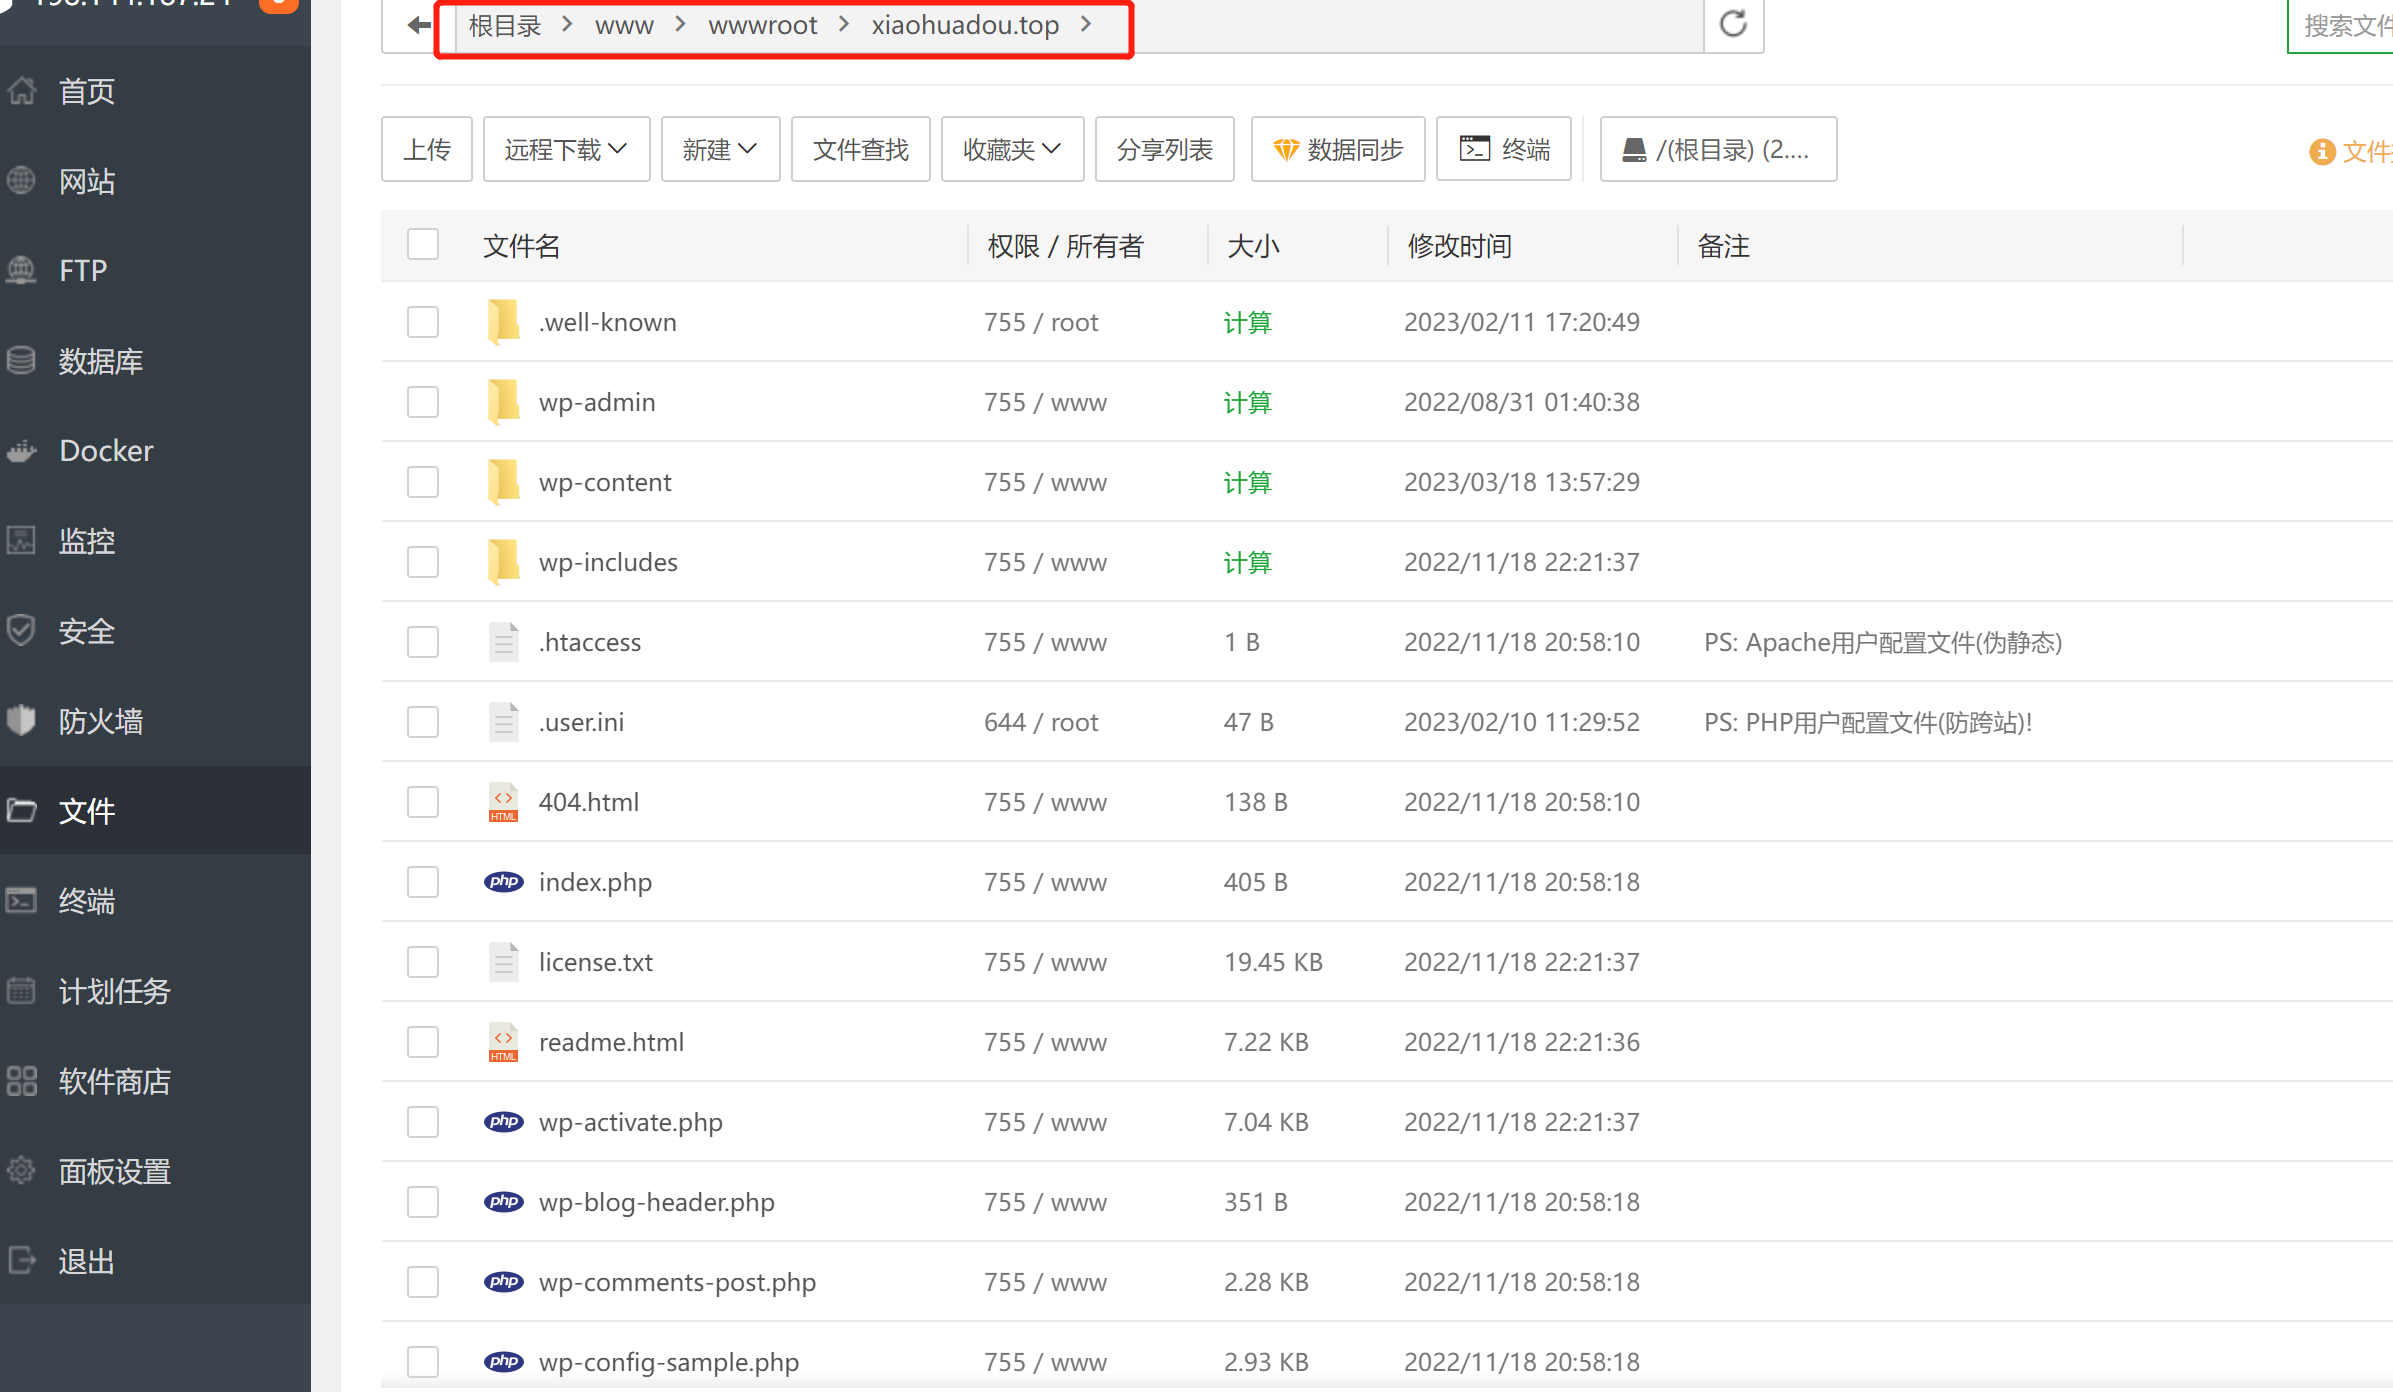 根目录 > www > wwwroot > xiaohuadou.top >
搜索文件
首页
网站
FTP
数据库
Docker
监控
安全
防火墙
文件
终端
计划任务
软件商店
面板设置
退出
上传 远程下载 新建 文件查找 收藏夹 分享列表 数据同步 终端 /(根目录) (2.... 文件
文件名 权限 / 所有者 大小 修改时间 备注
.well-known 755 / root 计算 2023/02/11 17:20:49
wp-admin 755 / www 计算 2022/08/31 01:40:38
wp-content 755 / www 计算 2023/03/18 13:57:29
wp-includes 755 / www 计算 2022/11/18 22:21:37
.htaccess 755 / www 1 B 2022/11/18 20:58:10 PS: Apache用户配置文件(伪静态)
.user.ini 644 / root 47 B 2023/02/10 11:29:52 PS: PHP用户配置文件(防跨站)!
HTML 404.html 755 / www 138 B 2022/11/18 20:58:10
php index.php 755 / www 405 B 2022/11/18 20:58:18
license.txt 755 / www 19.45 KB 2022/11/18 22:21:37
HTML readme.html 755 / www 7.22 KB 2022/11/18 22:21:36
php wp-activate.php 755 / www 7.04 KB 2022/11/18 22:21:37
php wp-blog-header.php 755 / www 351 B 2022/11/18 20:58:18
php wp-comments-post.php 755 / www 2.28 KB 2022/11/18 20:58:18
php wp-config-sample.php 755 / www 2.93 KB 2022/11/18 20:58:18